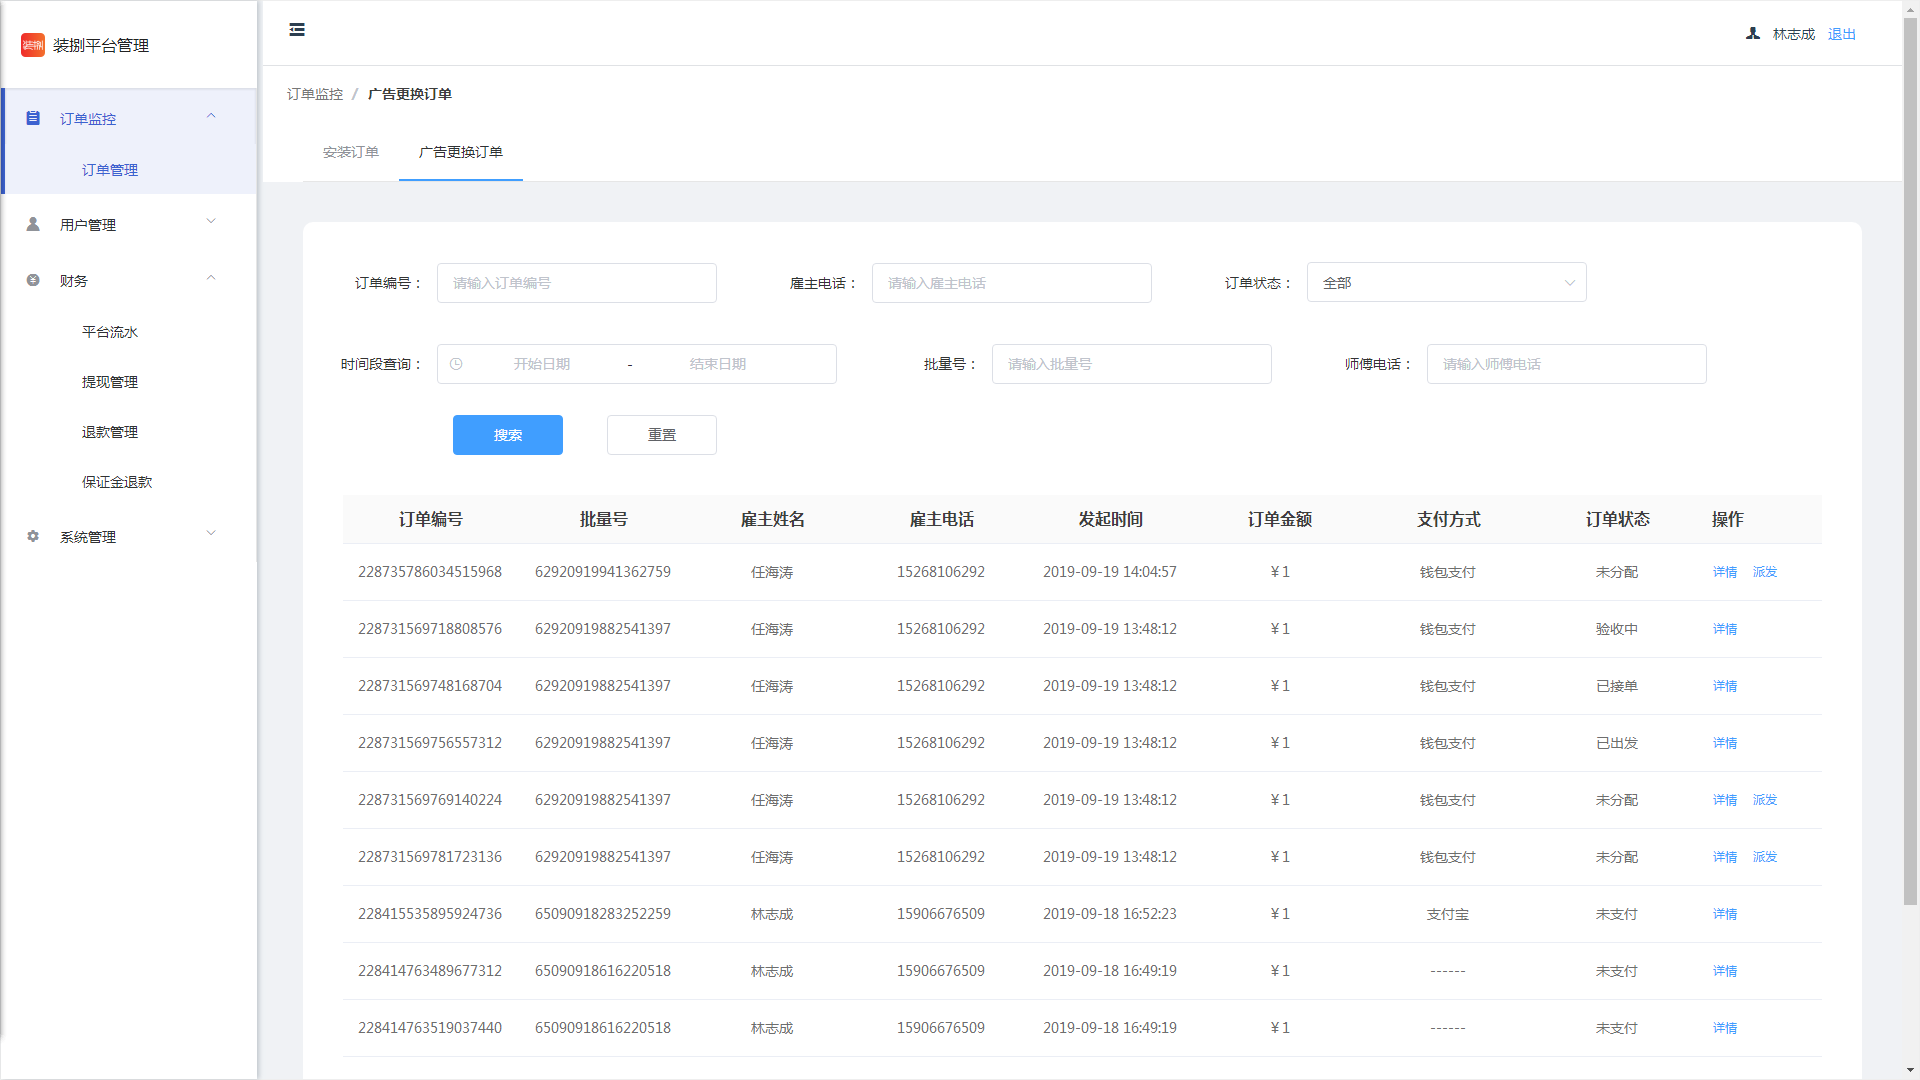 装捌 装捌平台管理
林志成 退出
订单监控
订单管理
用户管理
财务
平台流水
提现管理
退款管理
保证金退款
系统管理
订单监控 / 广告更换订单
安装订单 广告更换订单
订单编号： 请输入订单编号 雇主电话： 请输入雇主电话 订单状态： 全部
时间段查询： 开始日期 - 结束日期 批量号： 请输入批量号 师傅电话： 请输入师傅电话
搜索 重置
订单编号 批量号 雇主姓名 雇主电话 发起时间 订单金额 支付方式 订单状态 操作
228735786034515968 62920919941362759 任海涛 15268106292 2019-09-19 14:04:57 ¥1 钱包支付 未分配 详情 派发
228731569718808576 62920919882541397 任海涛 15268106292 2019-09-19 13:48:12 ¥1 钱包支付 验收中 详情
228731569748168704 62920919882541397 任海涛 15268106292 2019-09-19 13:48:12 ¥1 钱包支付 已接单 详情
228731569756557312 62920919882541397 任海涛 15268106292 2019-09-19 13:48:12 ¥1 钱包支付 已出发 详情
228731569769140224 62920919882541397 任海涛 15268106292 2019-09-19 13:48:12 ¥1 钱包支付 未分配 详情 派发
228731569781723136 62920919882541397 任海涛 15268106292 2019-09-19 13:48:12 ¥1 钱包支付 未分配 详情 派发
228415535895924736 65090918283252259 林志成 15906676509 2019-09-18 16:52:23 ¥1 支付宝 未支付 详情
228414763489677312 65090918616220518 林志成 15906676509 2019-09-18 16:49:19 ¥1 ------ 未支付 详情
228414763519037440 65090918616220518 林志成 15906676509 2019-09-18 16:49:19 ¥1 ------ 未支付 详情